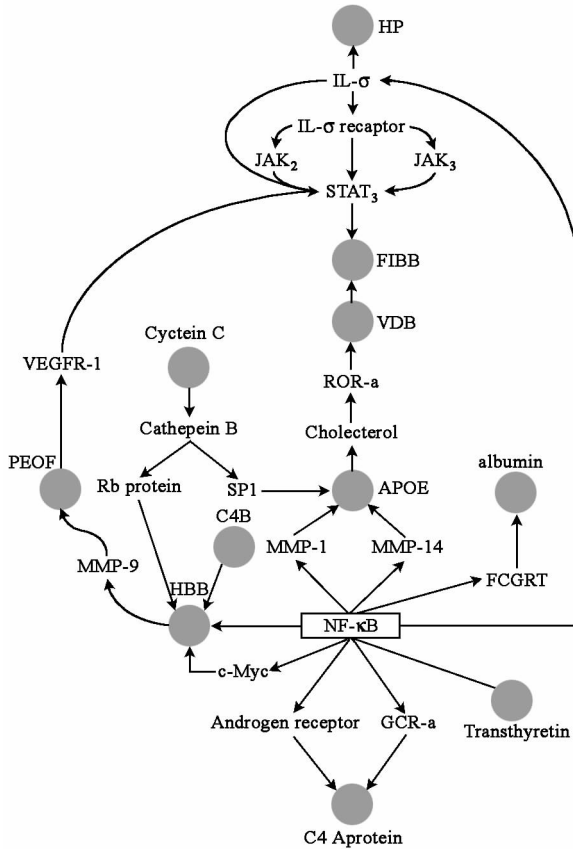 HP
IL-σ
IL-σ recaptor
JAK2
JAK3
STAT3
FIBB
VDB
Cyctein C
VEGFR-1
ROR-a
Cathepein B
Cholecterol
PEOF
albumin
Rb protein
SP1
APOE
C4B
MMP-1
MMP-14
MMP-9
HBB
FCGRT
NF-κB
c-Myc
Androgen receptor
GCR-a
Transthyretin
C4 Aprotein